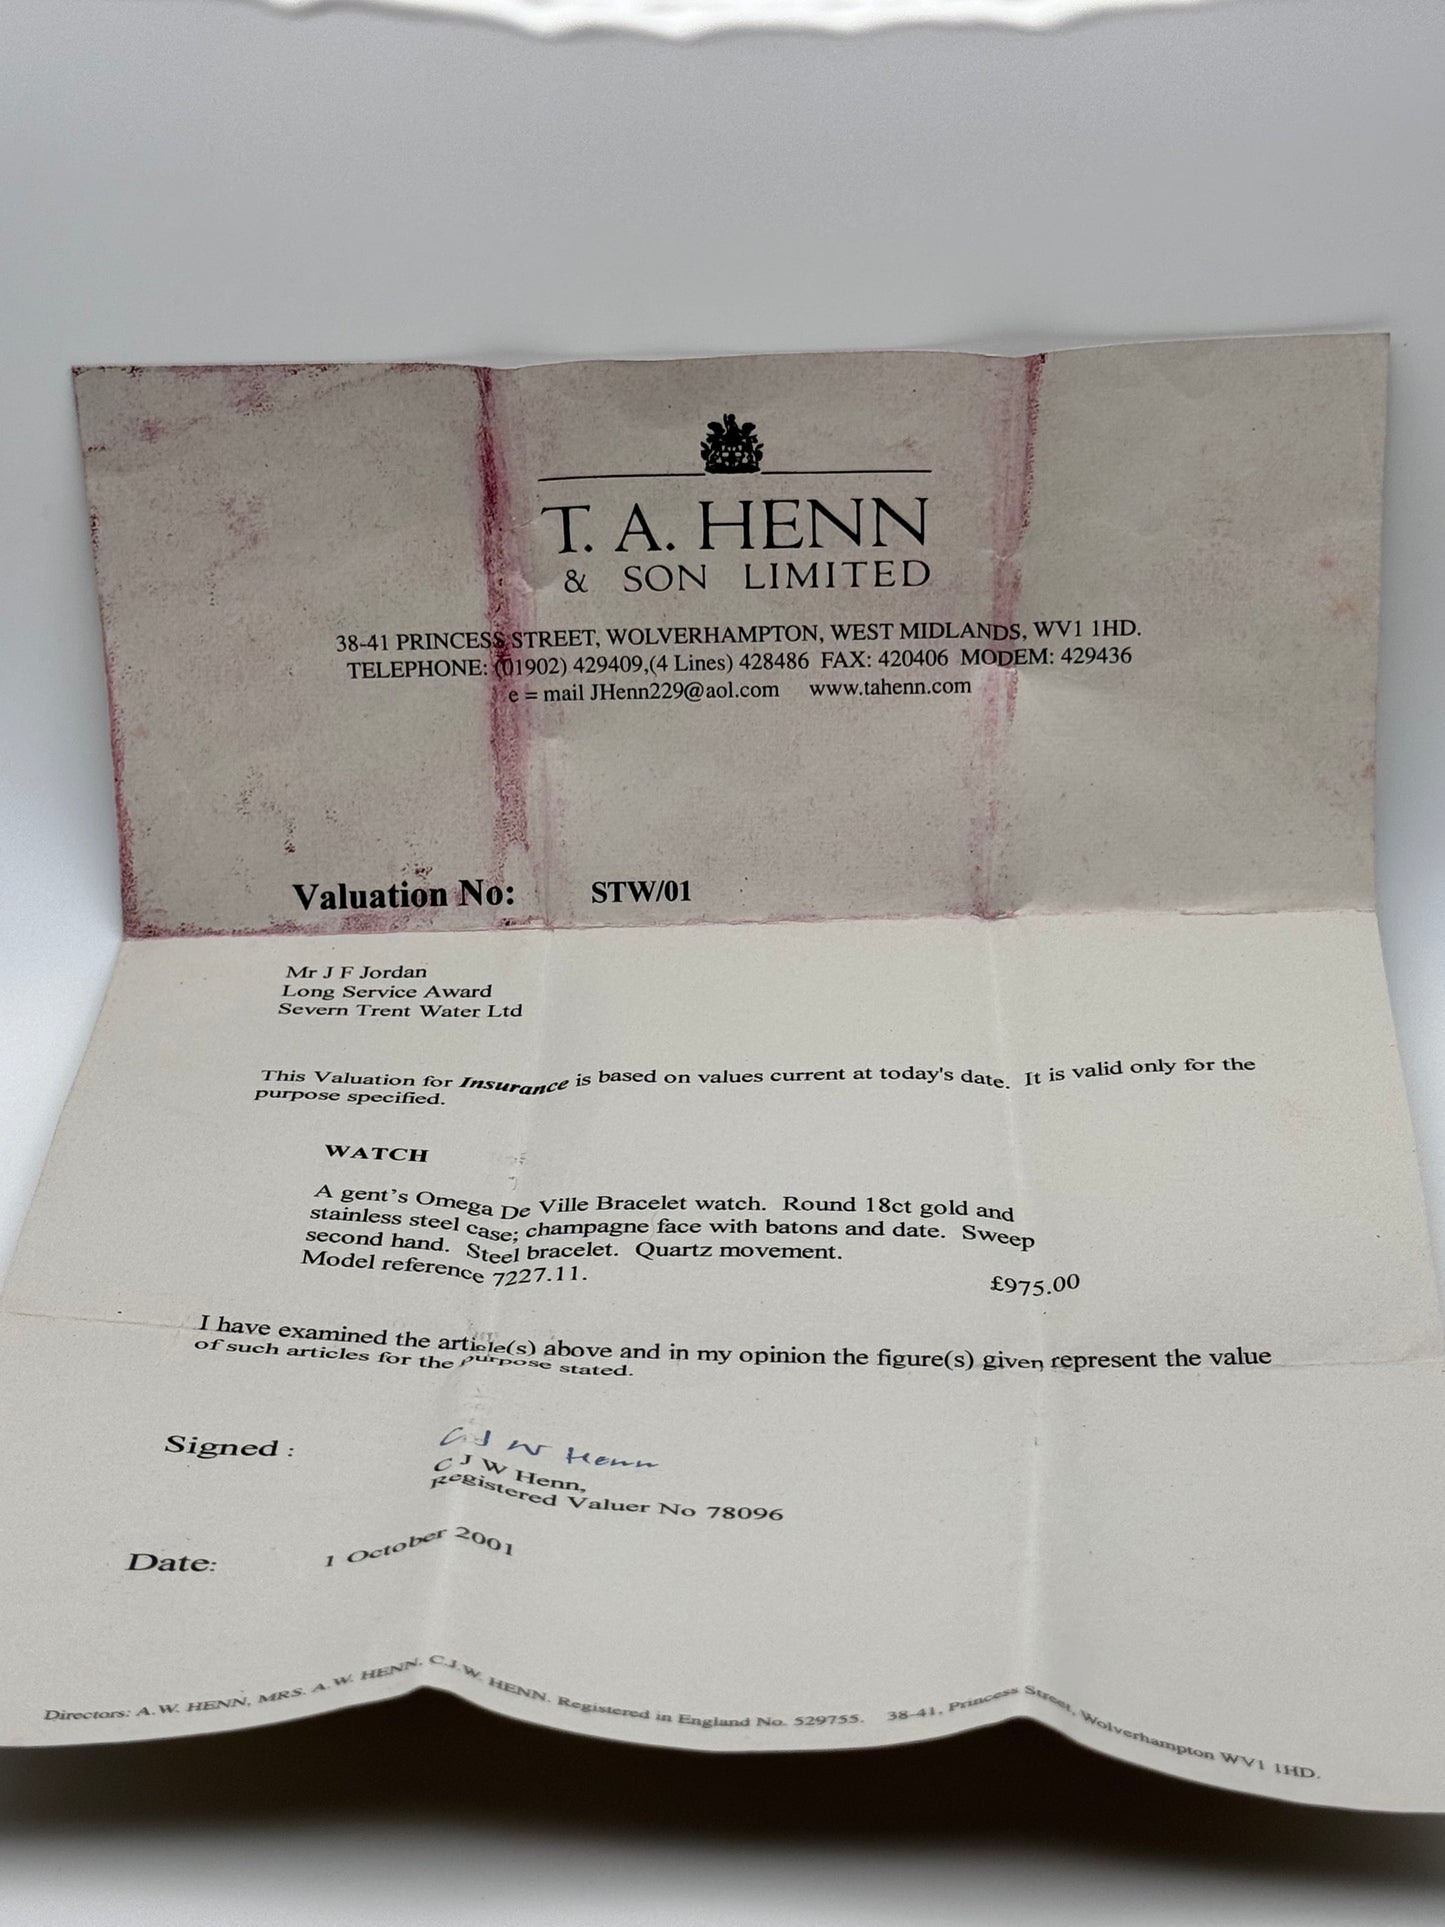 T. A. HENN
& SON LIMITED
38-41 PRINCESS STREET, WOLVERHAMPTON, WEST MIDLANDS, WV1 1HD.
TELEPHONE: (01902) 429409,(4 Lines) 428486 FAX: 420406 MODEM: 429436
e = mail JHenn229@aol.com www.tahenn.com
Valuation No: STW/01
Mr J F Jordan
Long Service Award
Severn Trent Water Ltd
This Valuation for Insurance is based on values current at today's date. It is valid only for the
purpose specified.
WATCH
A gent's Omega De Ville Bracelet watch. Round 18ct gold and
stainless steel case; champagne face with batons and date. Sweep
second hand. Steel bracelet. Quartz movement.
Model reference 7227.11. £975.00
I have examined the article(s) above and in my opinion the figure(s) given represent the value
of such articles for the purpose stated.
Signed : C J W Henn
C J W Henn,
Registered Valuer No 78096
Date: 1 October 2001
Directors: A.W. HENN, MRS. A.W. HENN. C.J.W. HENN. Registered in England No. 529755. 38-41, Princess Street, Wolverhampton WV1 1HD.